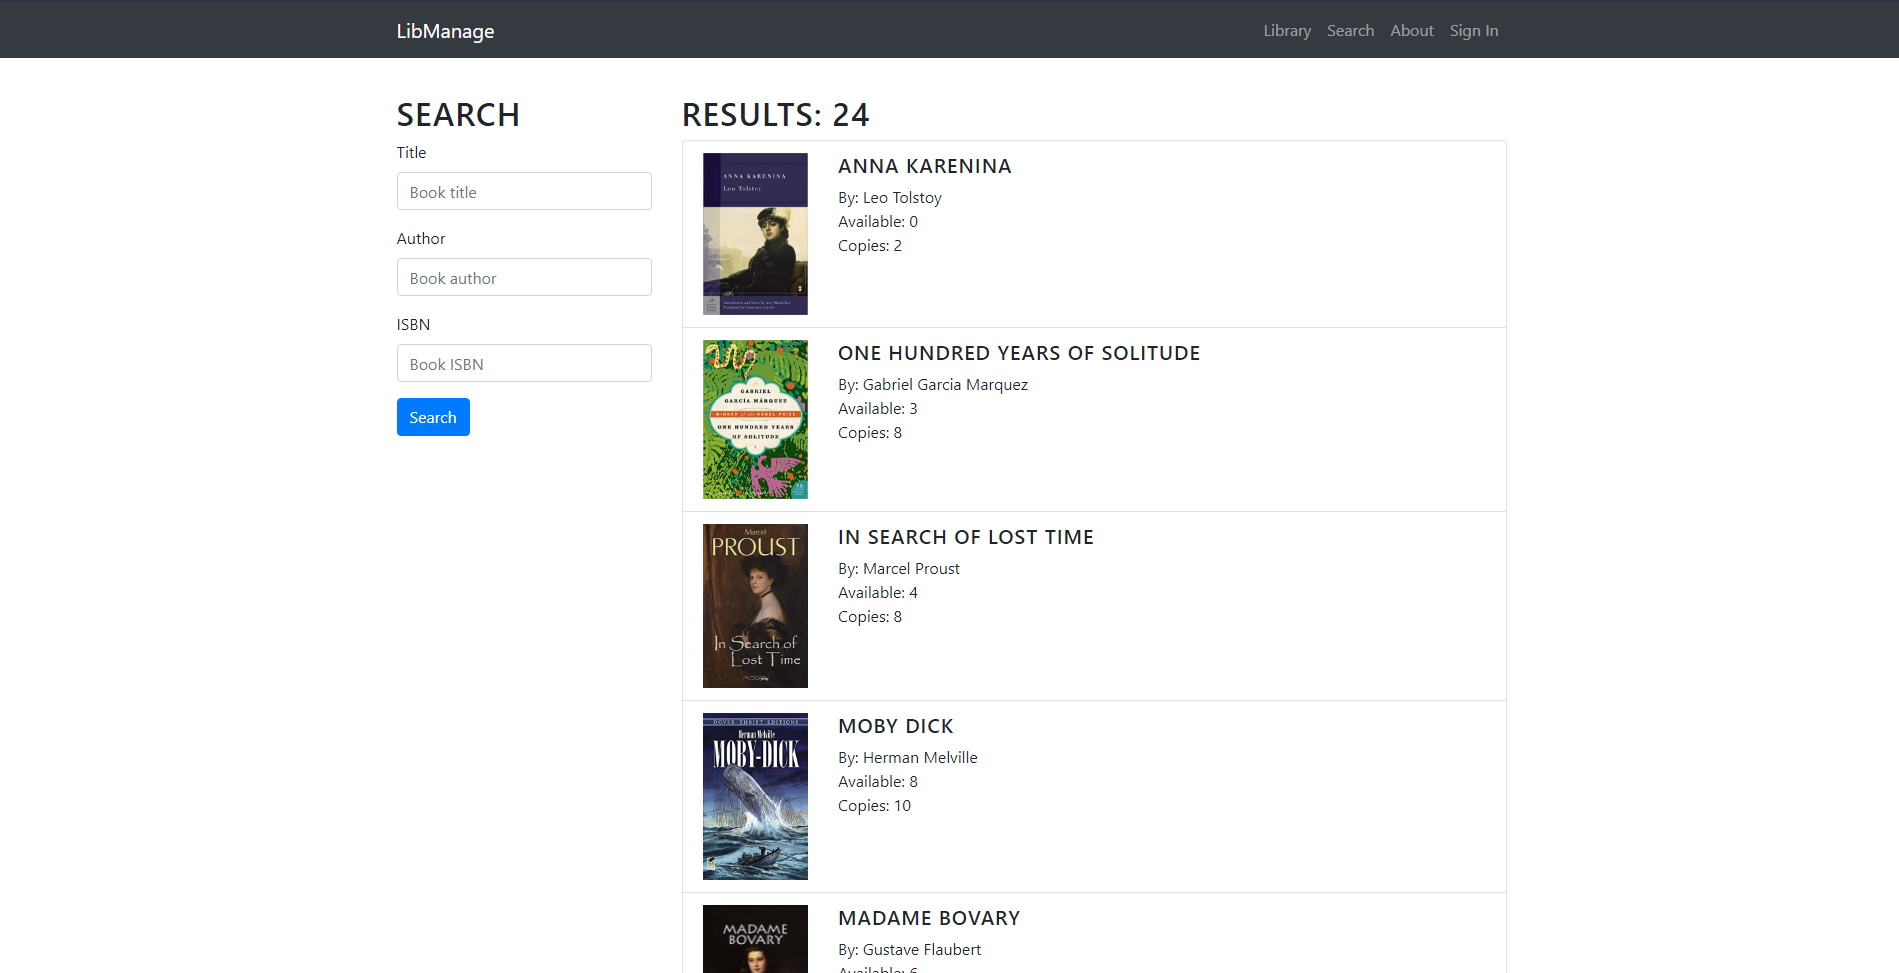 LibManage
Library Search About Sign In
SEARCH
Title
Book title
Author
Book author
ISBN
Book ISBN
Search
RESULTS: 24
ANNA KARENINA
Leo Tolstoy
ANNA KARENINA
By: Leo Tolstoy
Available: 0
Copies: 2
GABRIEL
GARCÍA MÁRQUEZ
WINNER of the NOBEL PRIZE
ONE HUNDRED YEARS
OF SOLITUDE
ONE HUNDRED YEARS OF SOLITUDE
By: Gabriel Garcia Marquez
Available: 3
Copies: 8
Marcel
PROUST
In Search of
Lost Time
IN SEARCH OF LOST TIME
By: Marcel Proust
Available: 4
Copies: 8
DOVER · THRIFT · EDITIONS
Herman Melville
MOBY-DICK
MOBY DICK
By: Herman Melville
Available: 8
Copies: 10
MADAME
BOVARY
MADAME BOVARY
By: Gustave Flaubert
Available: 6